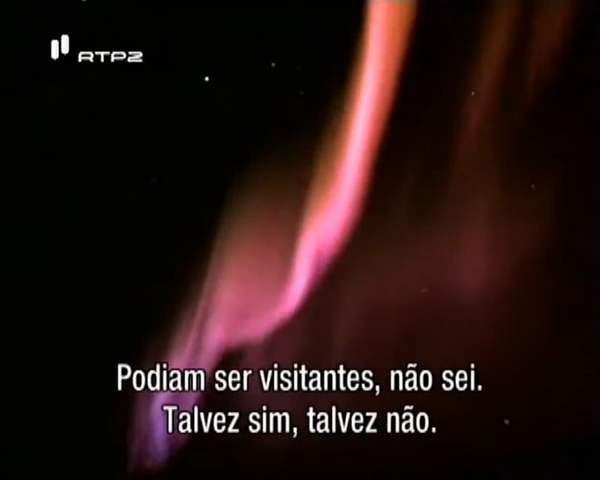 RTP2
Podiam ser visitantes, não sei.
Talvez sim, talvez não.